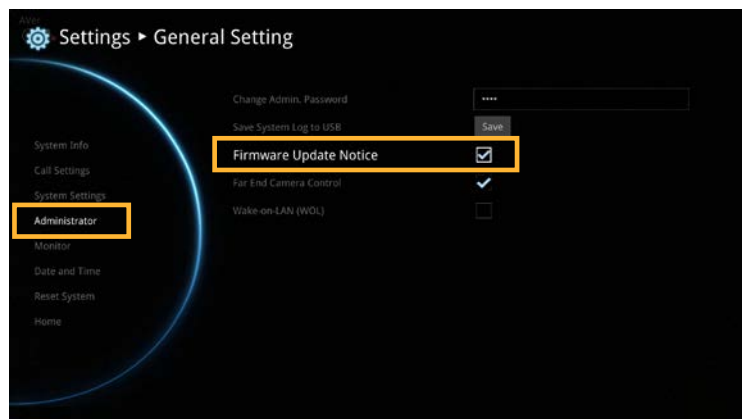 AVer
Settings ► General Setting
Change Admin. Password
••••
Save System Log to USB
Save
Firmware Update Notice
Far End Camera Control
Wake-on-LAN (WOL)
System Info
Call Settings
System Settings
Administrator
Monitor
Date and Time
Reset System
Home